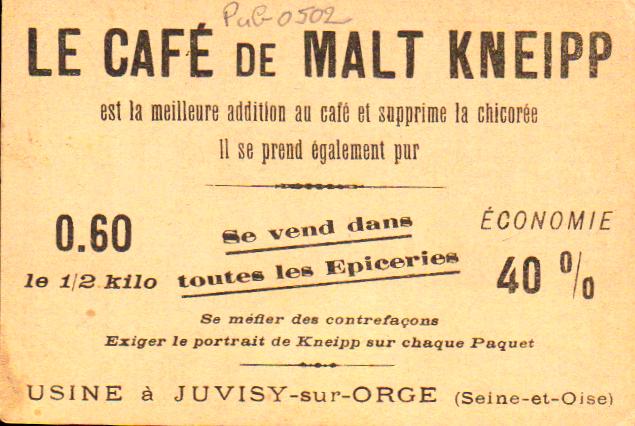 Pub-0502
LE CAFÉ DE MALT KNEIPP
est la meilleure addition au café et supprime la chicorée
Il se prend également pur
0.60
le 1/2 kilo
Se vend dans
toutes les Epiceries
ÉCONOMIE
40 %
Se méfier des contrefaçons
Exiger le portrait de Kneipp sur chaque Paquet
USINE à JUVISY-sur-ORGE (Seine-et-Oise)